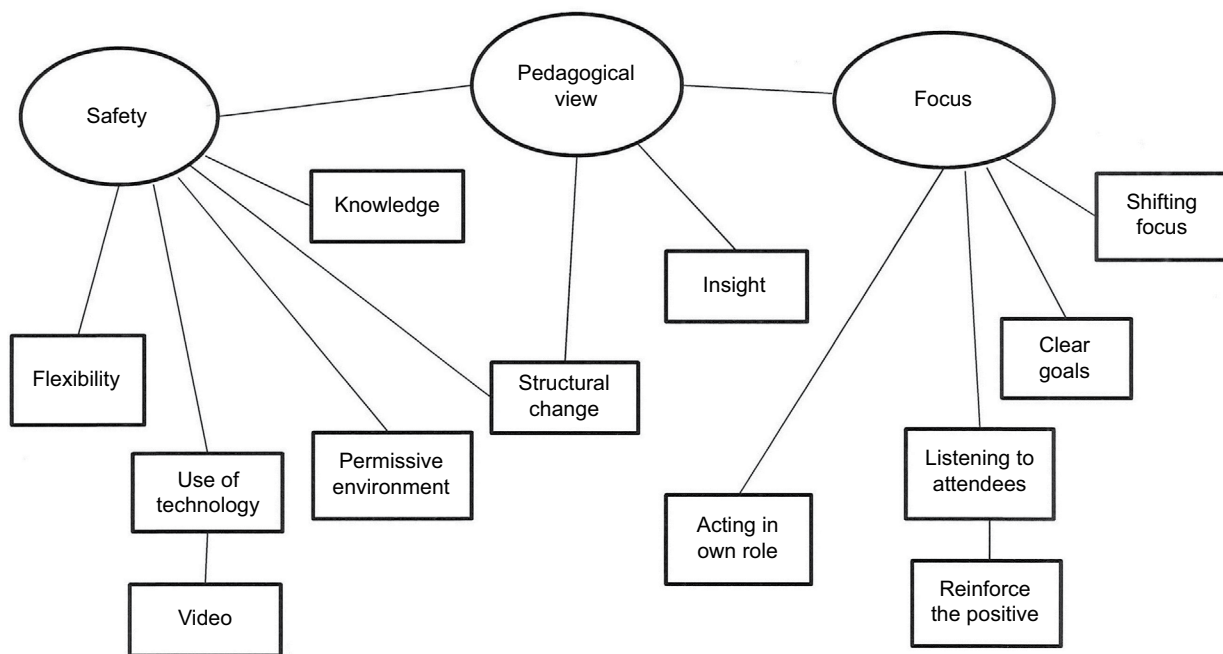 Pedagogical
view
Safety
Focus
Knowledge
Shifting
focus
Insight
Flexibility
Structural
change
Clear
goals
Use of
technology
Permissive
environment
Listening to
attendees
Acting in
own role
Video
Reinforce
the positive